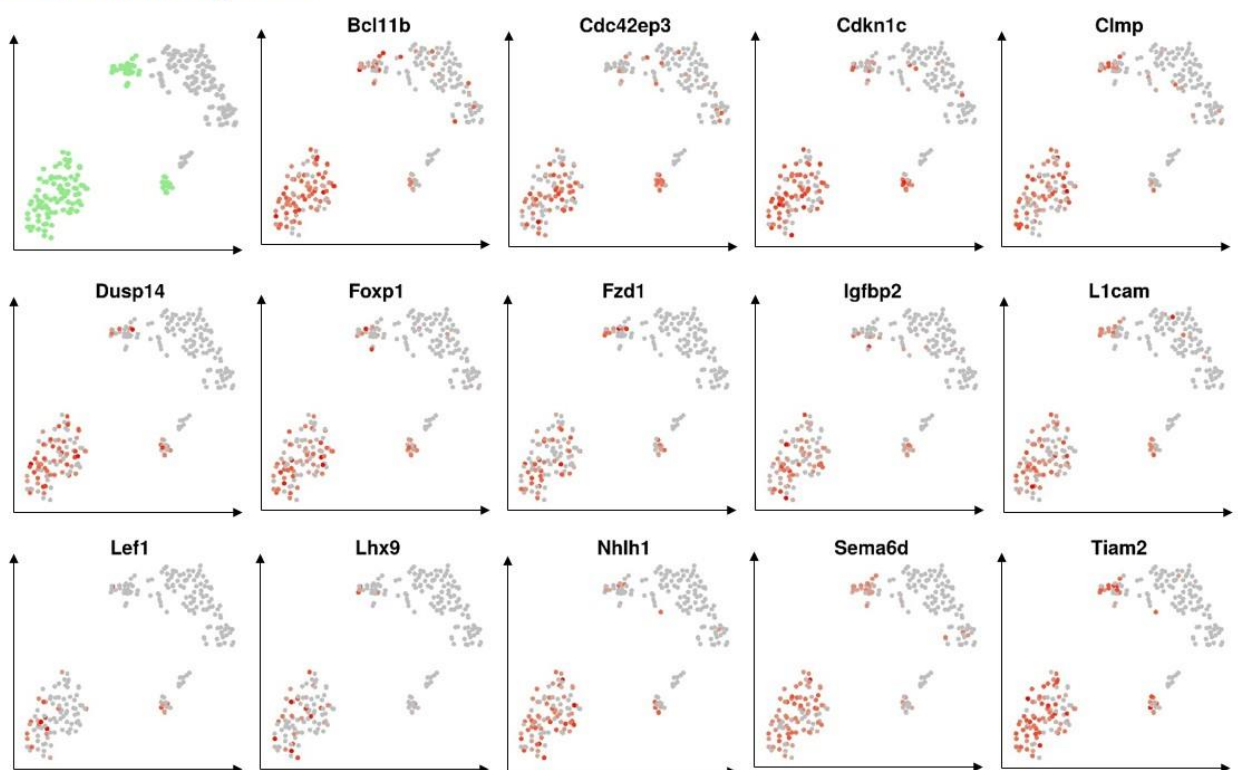 Bcl11b
Cdc42ep3
Cdkn1c
Clmp
Dusp14
Foxp1
Fzd1
Igfbp2
L1cam
Lef1
Lhx9
Nhlh1
Sema6d
Tiam2